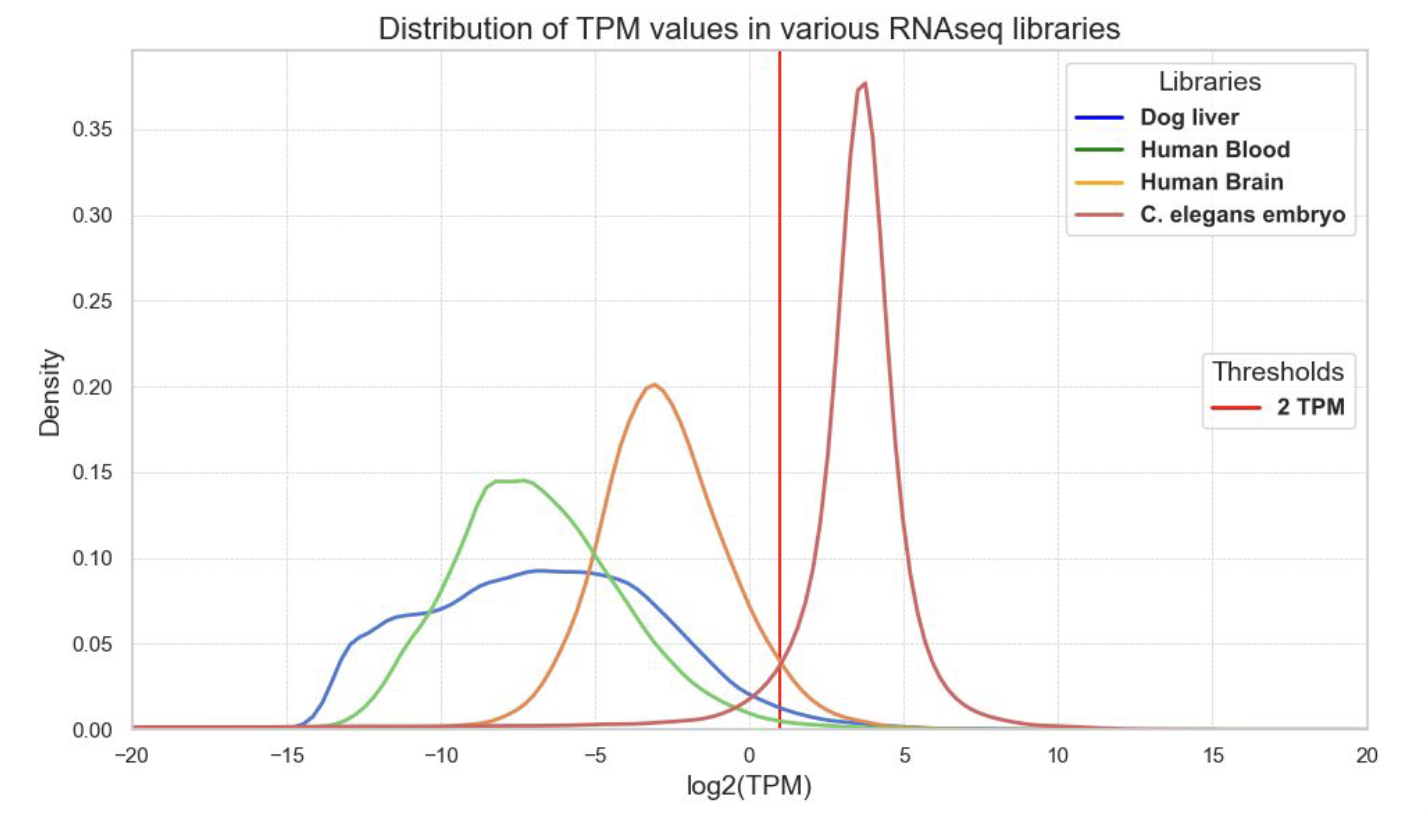 Distribution of TPM values in various RNAseq libraries
Libraries
Dog liver
Human Blood
Human Brain
C. elegans embryo
Thresholds
2 TPM
Density
0.35
0.30
0.25
0.20
0.15
0.10
0.05
0.00
−20 −15 −10 −5 0 5 10 15 20
log2(TPM)